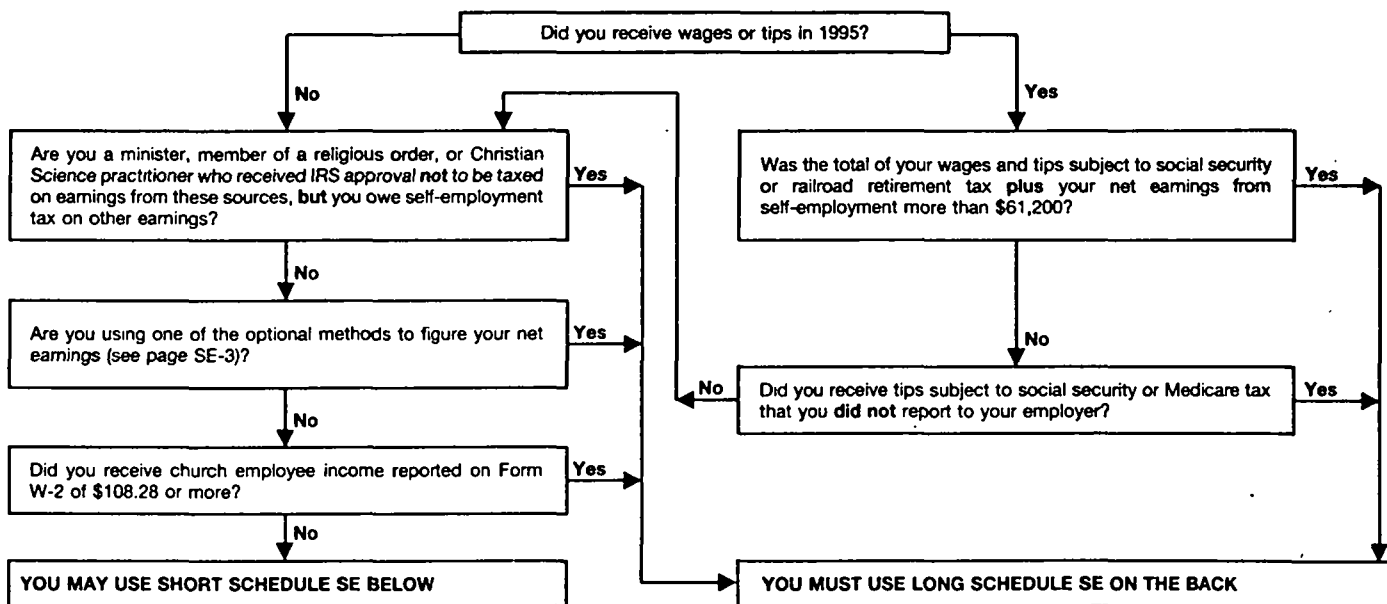 Did you receive wages or tips in 1995?
No
Yes
Are you a minister, member of a religious order, or Christian
Science practitioner who received IRS approval not to be taxed
on earnings from these sources, but you owe self-employment
tax on other earnings?
Yes
Was the total of your wages and tips subject to social security
or railroad retirement tax plus your net earnings from
self-employment more than $61,200?
Yes
No
No
Are you using one of the optional methods to figure your net
earnings (see page SE-3)?
Yes
No
Did you receive tips subject to social security or Medicare tax
that you did not report to your employer?
Yes
No
Did you receive church employee income reported on Form
W-2 of $108.28 or more?
Yes
No
YOU MAY USE SHORT SCHEDULE SE BELOW
YOU MUST USE LONG SCHEDULE SE ON THE BACK